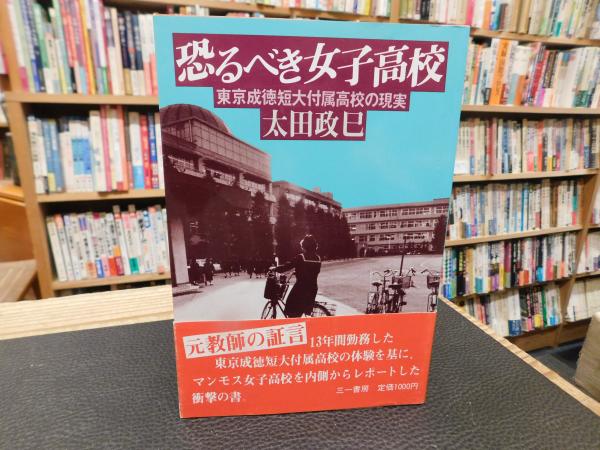 恐るべき女子高校
東京成徳短大付属高校の現実
太田政巳
元教師の証言 13年間勤務した
東京成徳短大付属高校の体験を基に、
マンモス女子高校を内側からレポートした
衝撃の書。
三一書房 定価1000円